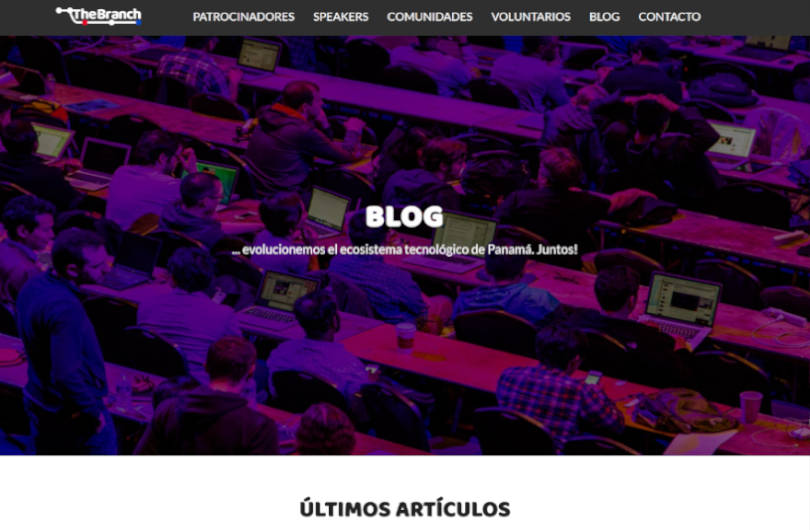 TheBranch
PATROCINADORES SPEAKERS COMUNIDADES VOLUNTARIOS BLOG CONTACTO
BLOG
... evolucionemos el ecosistema tecnológico de Panamá. Juntos!
ÚLTIMOS ARTÍCULOS